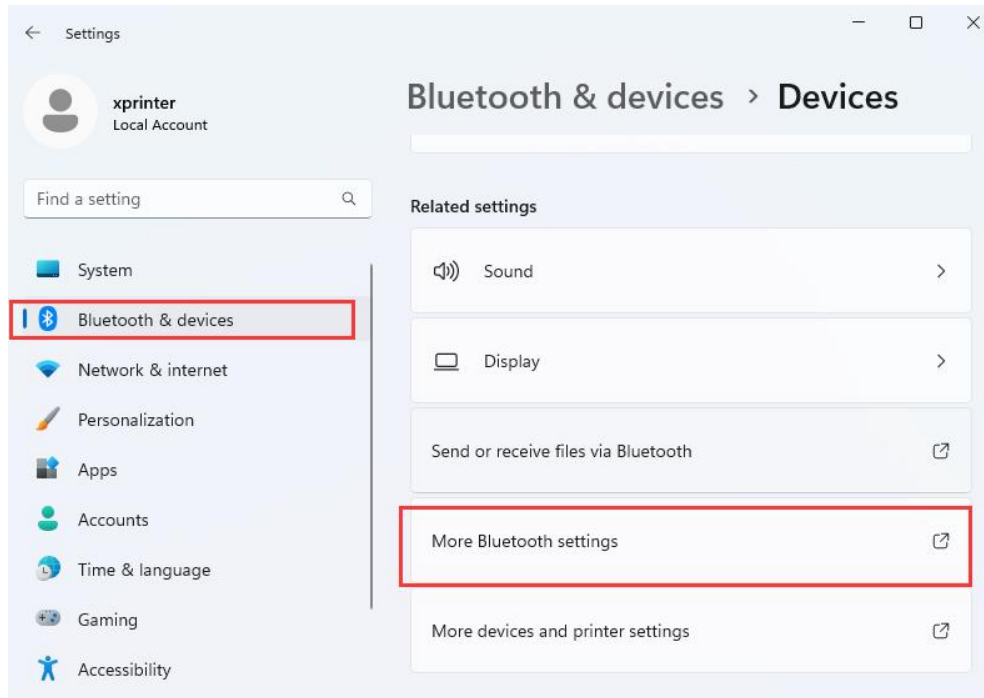 Settings
xprinter
Local Account
Find a setting
System
Bluetooth & devices
Network & internet
Personalization
Apps
Accounts
Time & language
Gaming
Accessibility
Bluetooth & devices > Devices
Related settings
Sound
Display
Send or receive files via Bluetooth
More Bluetooth settings
More devices and printer settings